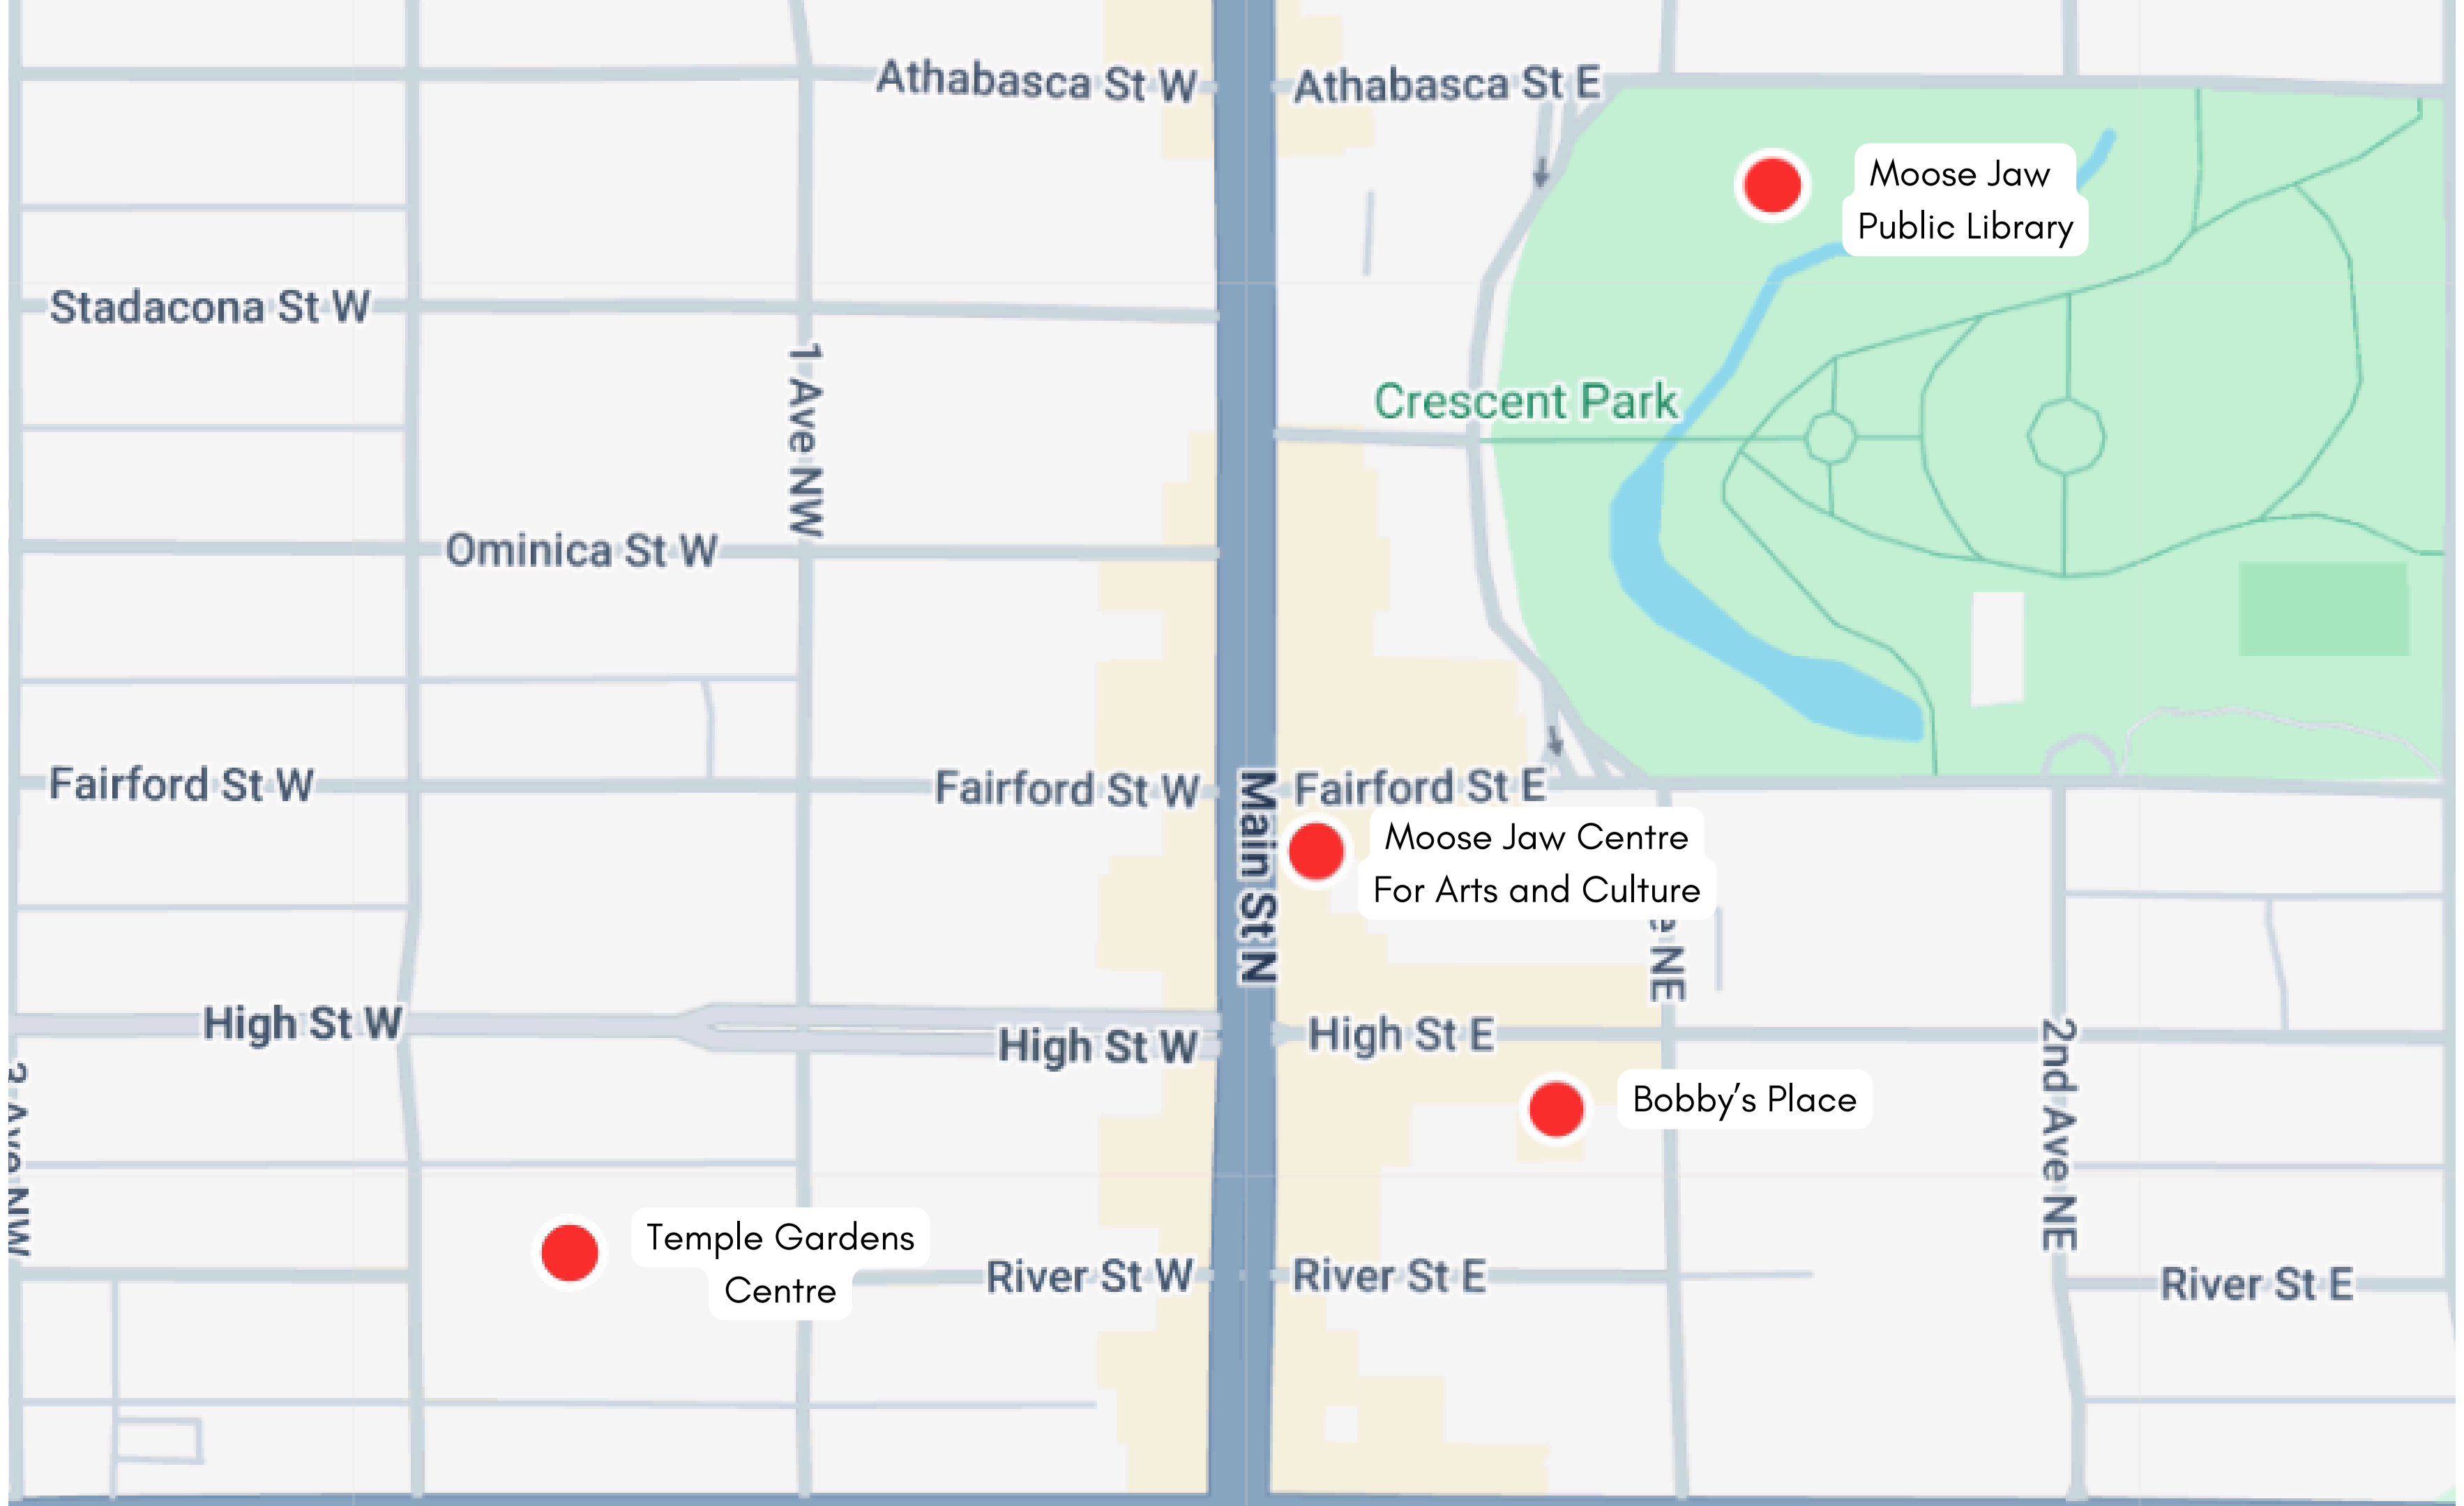 Athabasca St W
Athabasca St E
Moose Jaw
Public Library
Stadacona St W
1 Ave NW
Crescent Park
Ominica St W
Fairford St W
Fairford St W
Main St N
Fairford St E
Moose Jaw Centre
For Arts and Culture
NE
High St W
High St W
High St E
2nd Ave NE
Ave NW
Bobby's Place
Temple Gardens
Centre
River St W
River St E
River St E